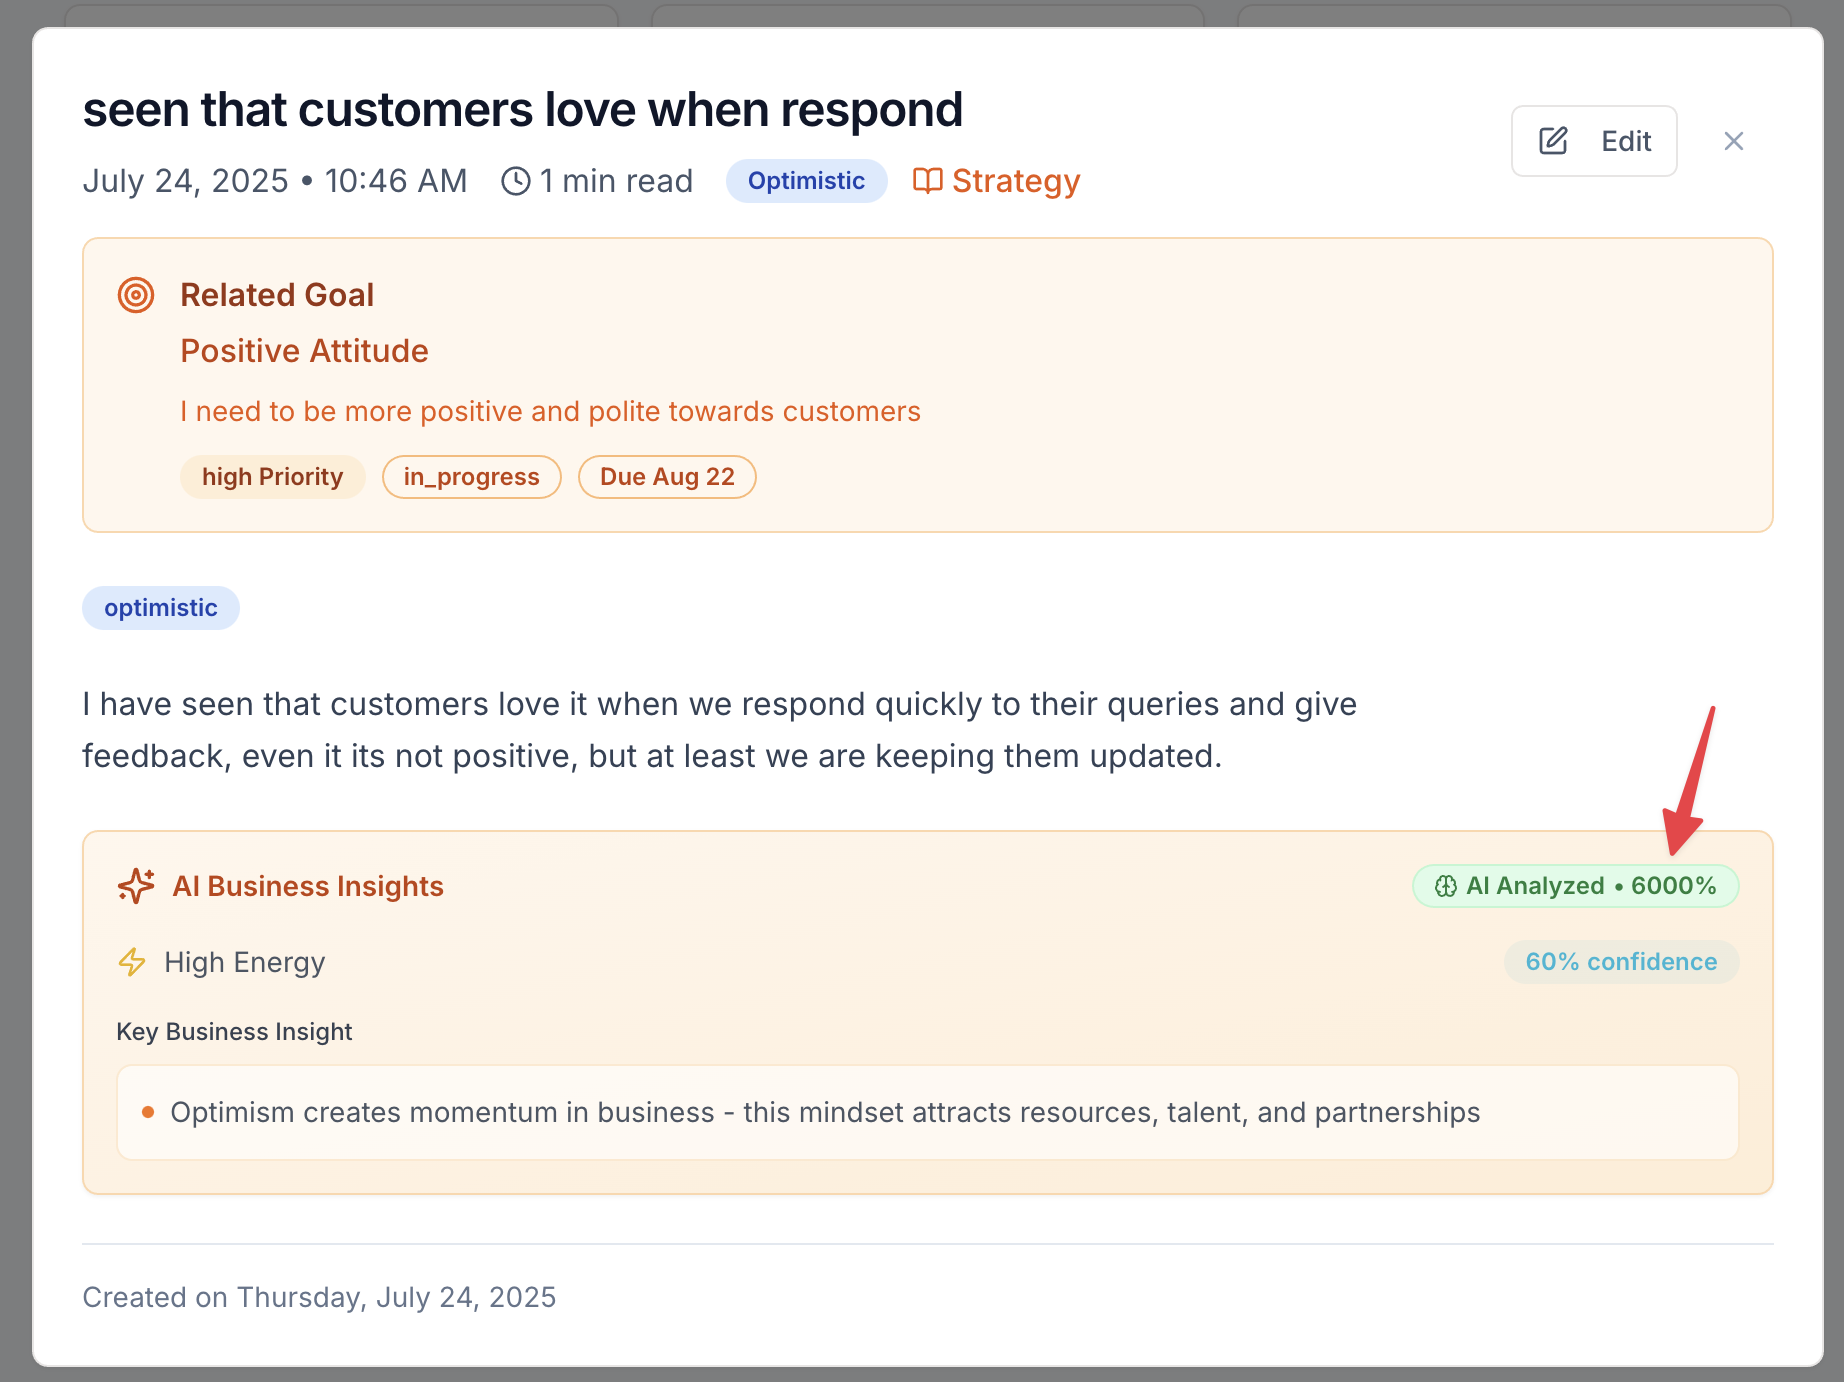 seen that customers love when respond
Edit
July 24, 2025 • 10:46 AM 1 min read Optimistic Strategy
Related Goal
Positive Attitude
I need to be more positive and polite towards customers
high Priority in_progress Due Aug 22
optimistic
I have seen that customers love it when we respond quickly to their queries and give
feedback, even it its not positive, but at least we are keeping them updated.
AI Business Insights AI Analyzed • 6000%
High Energy 60% confidence
Key Business Insight
• Optimism creates momentum in business - this mindset attracts resources, talent, and partnerships
Created on Thursday, July 24, 2025